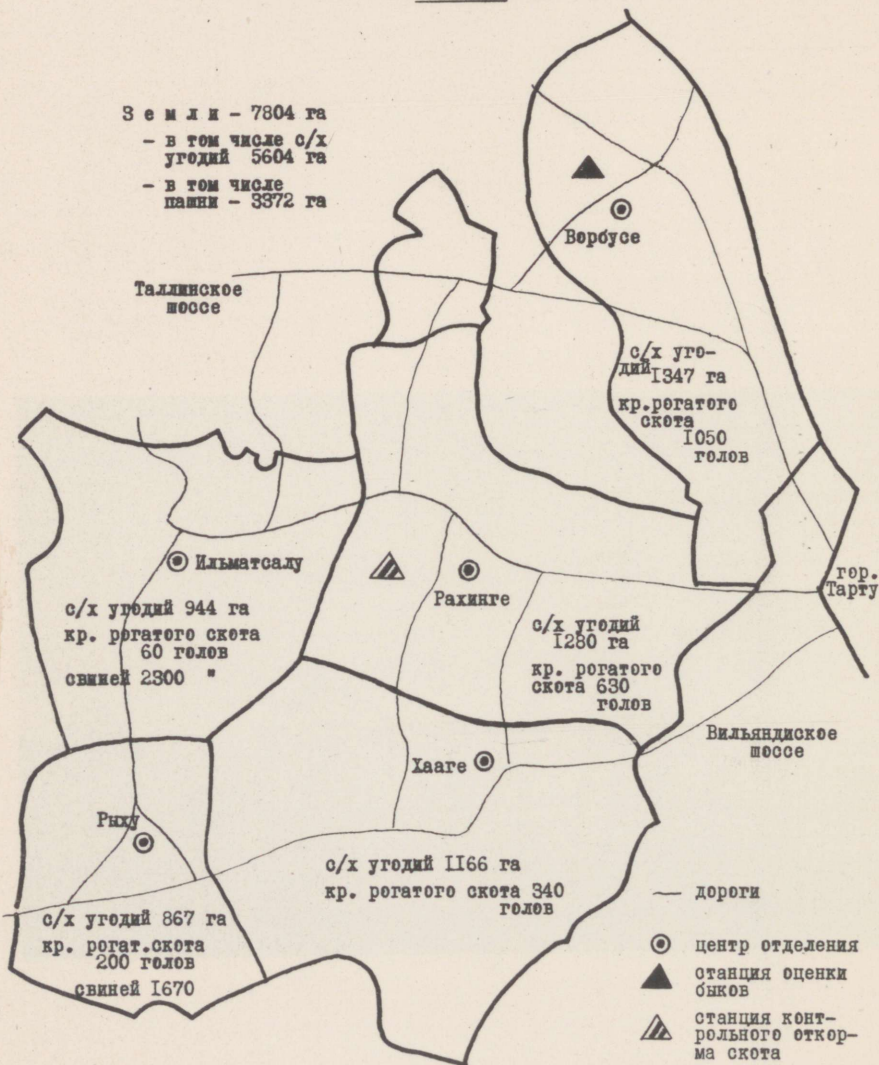 З е м л и - 7804 га
- в том числе с/х
угодий 5604 га
- в том числе
пашни - 3372 га
Ворбусе
Таллинское
шоссе
с/х уго-
дий 1347 га
кр.рогатого
скота
1050
голов
Ильматсалу
Рахинге
гор.
Тарту
с/х угодий 944 га
кр. рогатого скота
60 голов
свиней 2300 "
с/х угодий
1280 га
кр. рогатого
скота 630
голов
Вильяндиское
шоссе
Хааге
Рыху
с/х угодий 1166 га
кр. рогатого скота 340
голов
с/х угодий 867 га
кр. рогат.скота
200 голов
свиней 1670
дороги
центр отделения
станция оценки
быков
станция конт-
рольного откор-
ма скота